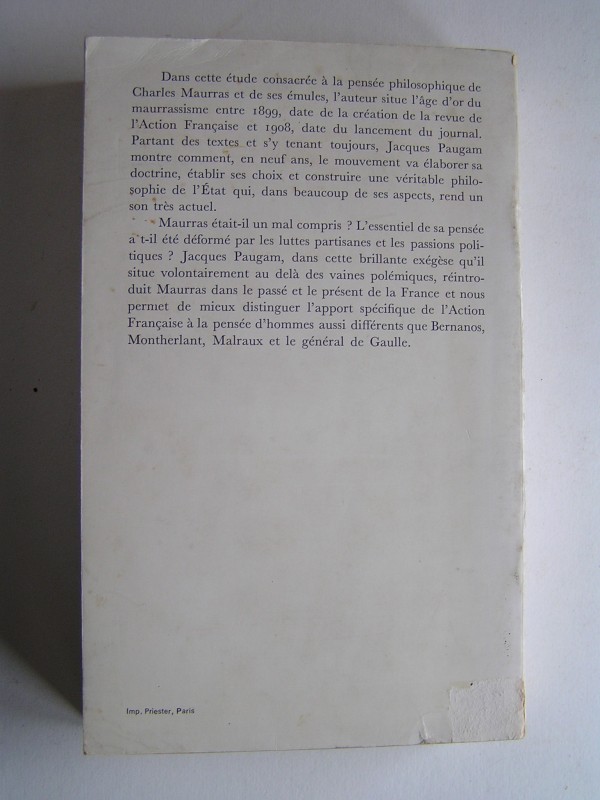 Dans cette étude consacrée à la pensée philosophique de
Charles Maurras et de ses émules, l'auteur situe l'âge d'or du
maurrassisme entre 1899, date de la création de la revue de
l'Action Française et 1908, date du lancement du journal.
Partant des textes et s'y tenant toujours, Jacques Paugam
montre comment, en neuf ans, le mouvement va élaborer sa
doctrine, établir ses choix et construire une véritable philo-
sophie de l'État qui, dans beaucoup de ses aspects, rend un
son très actuel.
Maurras était-il un mal compris ? L'essentiel de sa pensée
a t-il été déformé par les luttes partisanes et les passions poli-
tiques ? Jacques Paugam, dans cette brillante exégèse qu'il
situe volontairement au delà des vaines polémiques, réintro-
duit Maurras dans le passé et le présent de la France et nous
permet de mieux distinguer l'apport spécifique de l'Action
Française à la pensée d'hommes aussi différents que Bernanos,
Montherlant, Malraux et le général de Gaulle.
Imp. Priester, Paris